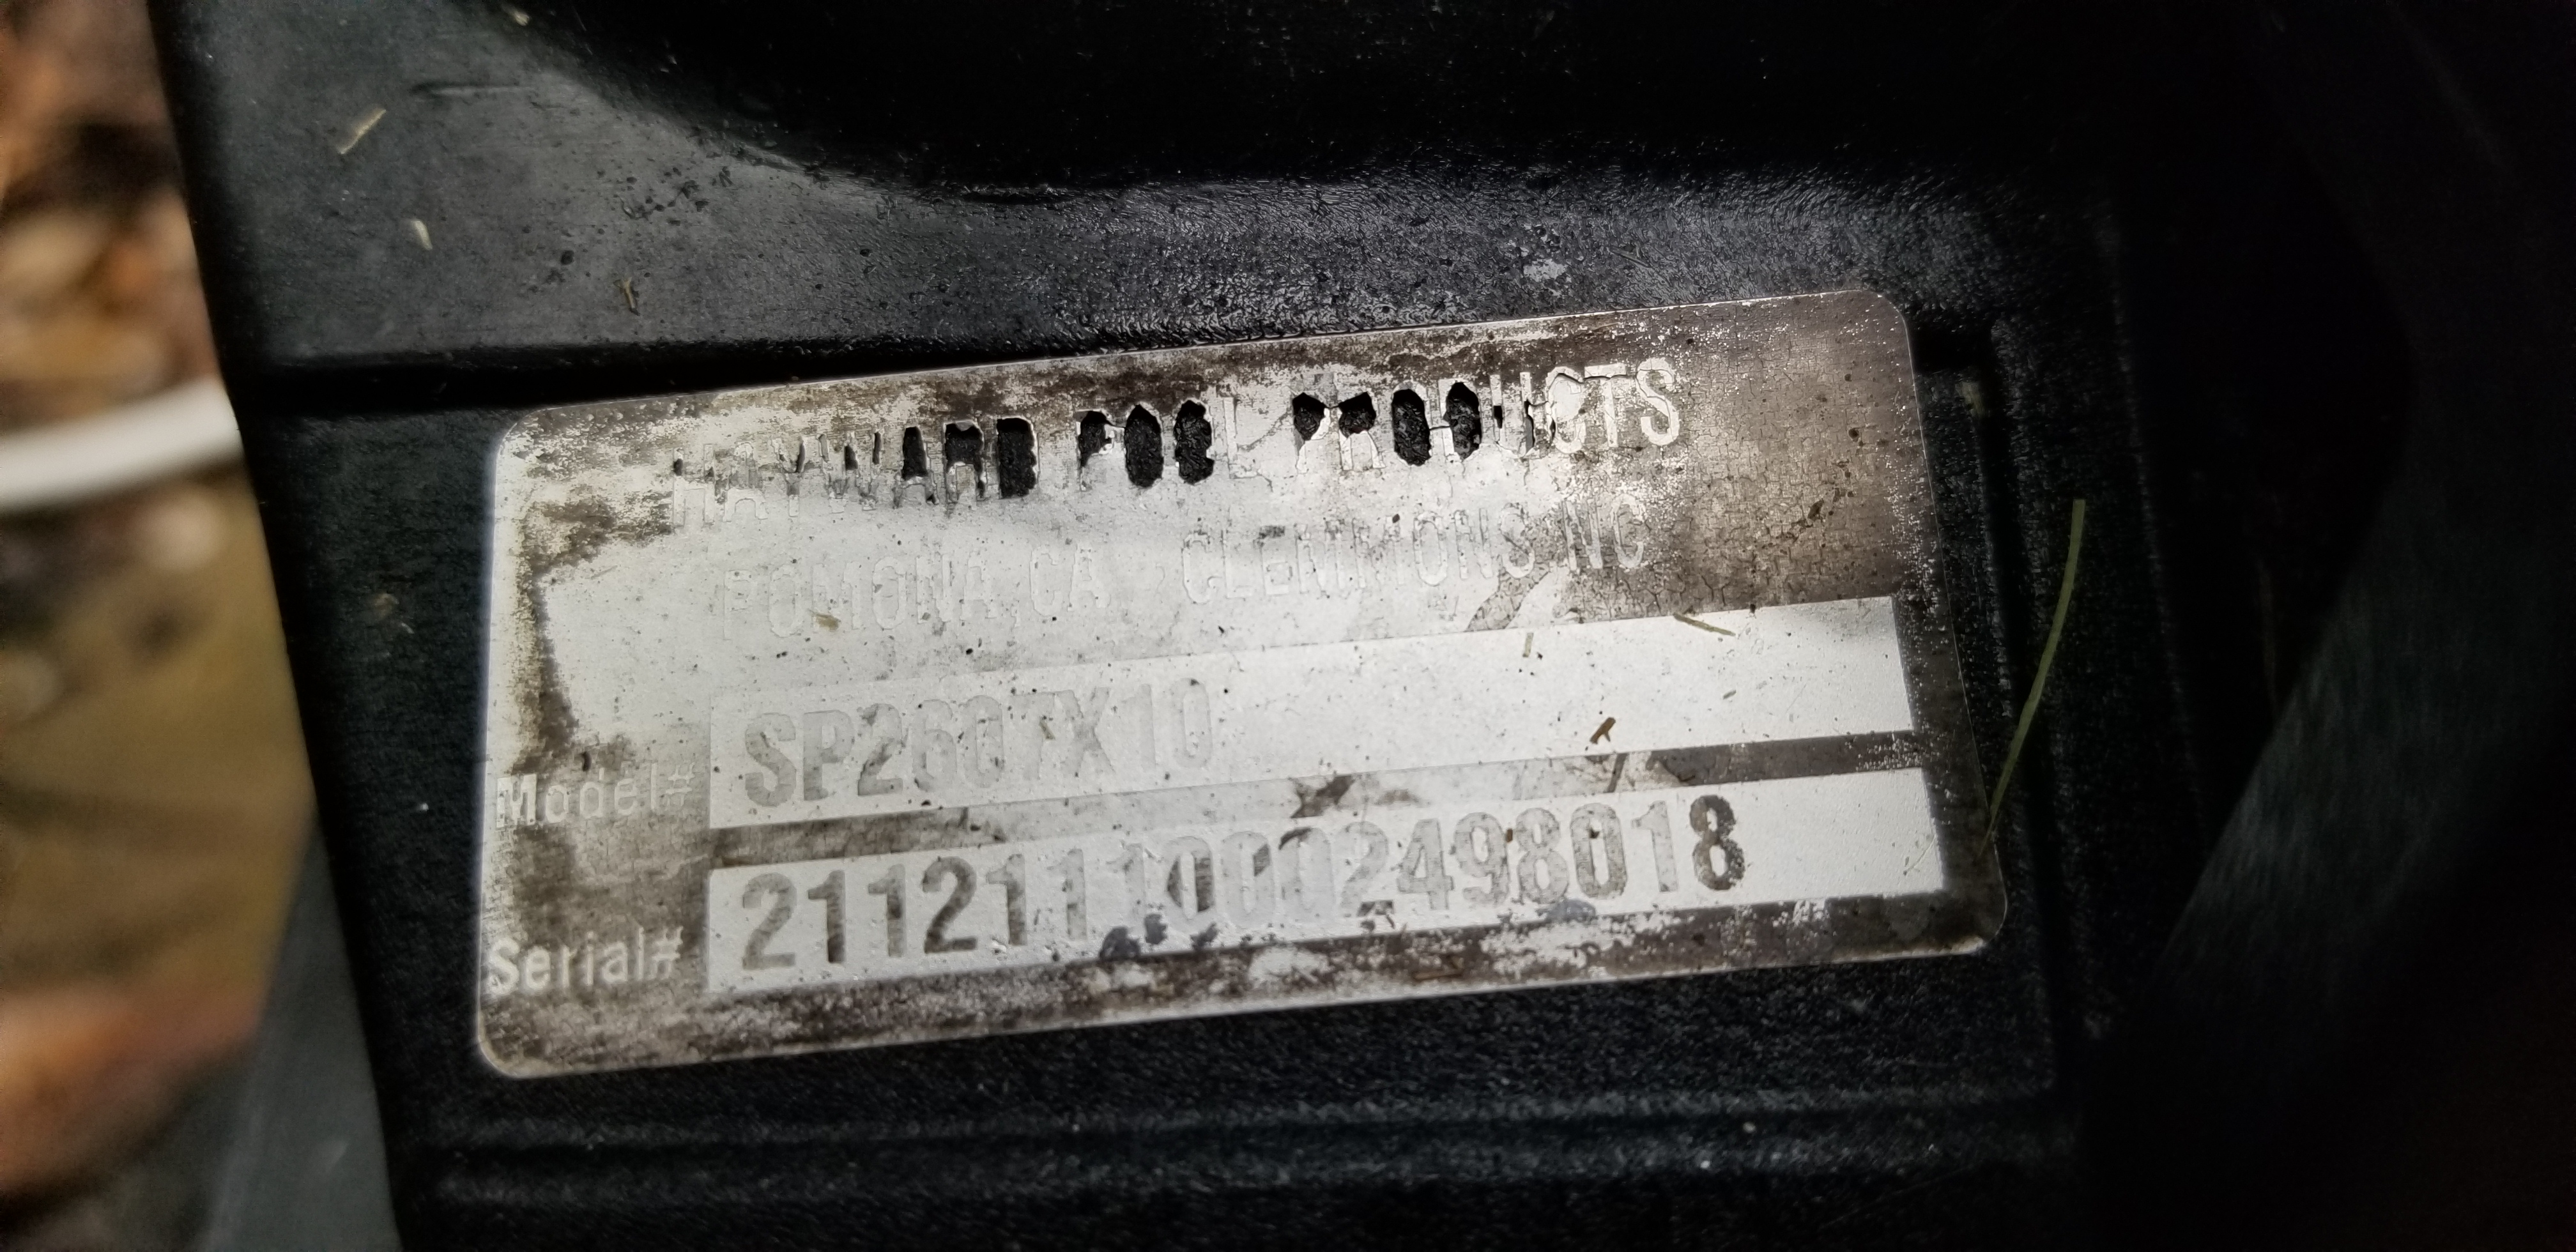 HAYWARD POOL PRODUCTS
POMONA, CA CLEMMONS NC
Model# SP2607X10
Serial# 21121110002498018